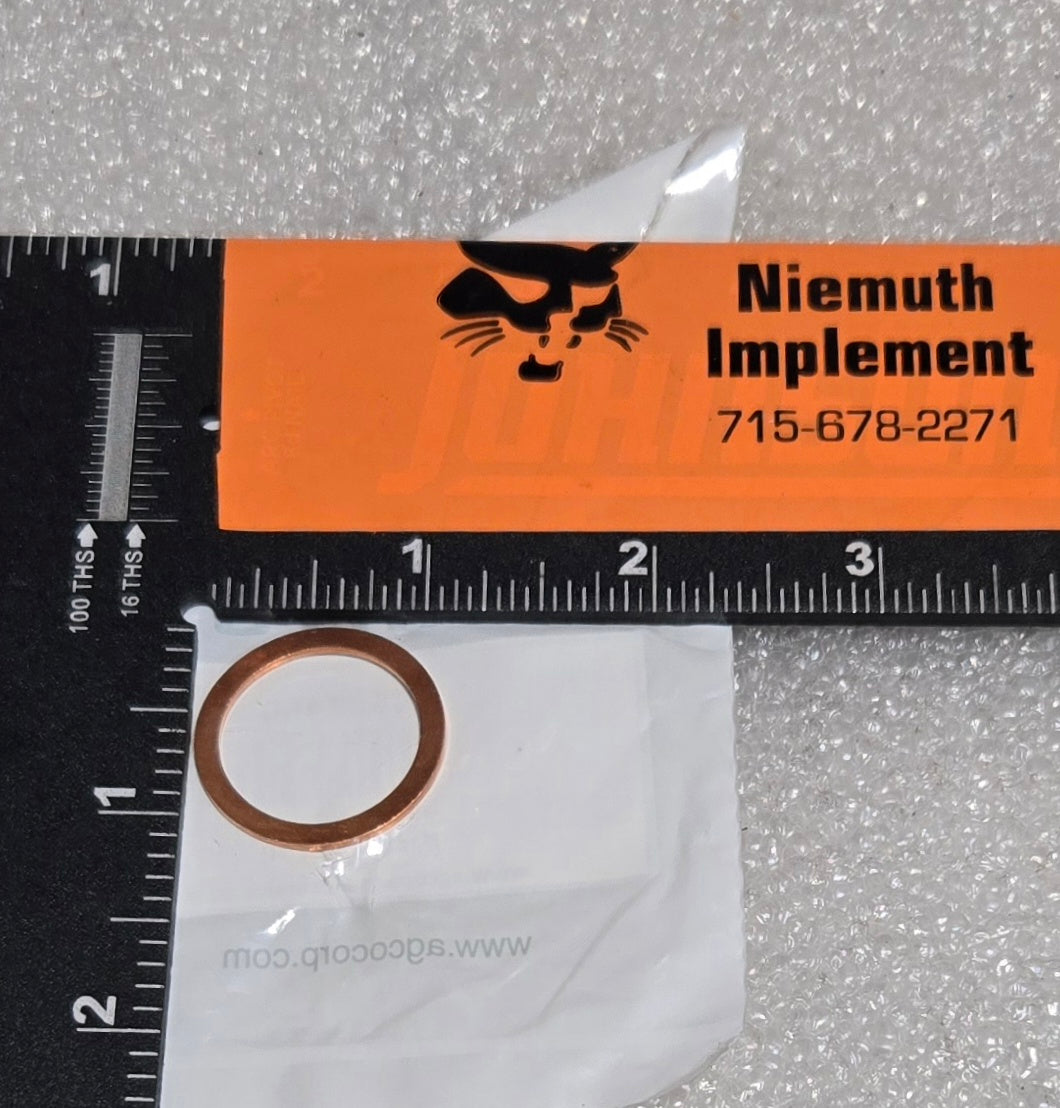 1
Niemuth
Implement
715-678-2271
100 THS
16 THS
1
2
3
1
www.agcocorp.com
2